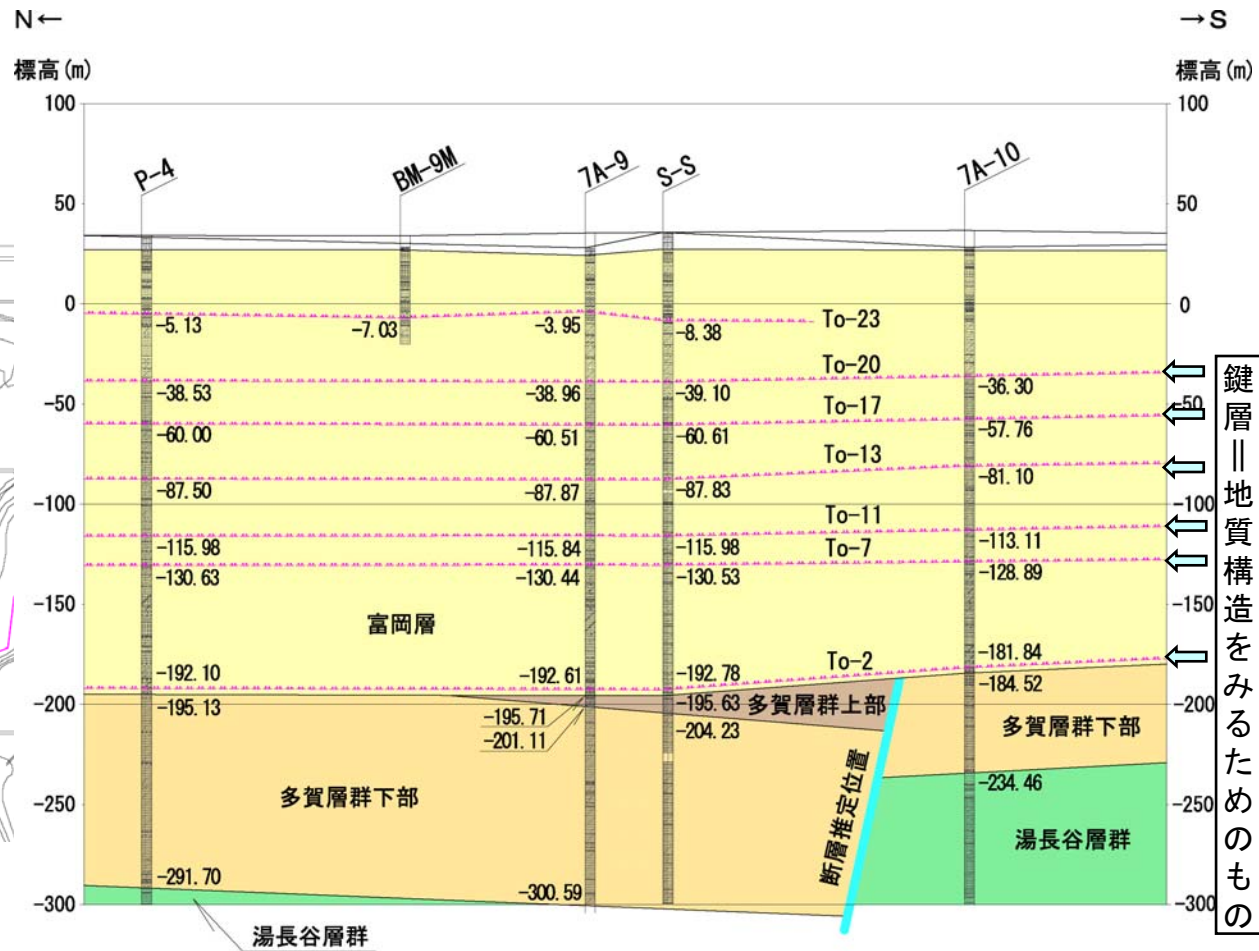 N← →S
標高(m) 標高(m)
100 100
P-4 BM-9M 7A-9 S-S 7A-10
50 50
0 0
-5.13 -7.03 -3.95 -8.38 To-23
To-20
-38.53 -38.96 -39.10 -36.30
-50 -50
To-17
-60.00 -60.51 -60.61 -57.76
To-13
-87.50 -87.87 -87.83 -81.10
-100 -100
To-11
-115.98 -115.84 -115.98 -113.11
To-7
-130.63 -130.44 -130.53 -128.89
-150 -150
富岡層
To-2 -181.84
-192.10 -192.61 -192.78 -184.52
-200 -200
-195.13 -195.71 -195.63 多賀層群上部
-201.11 -204.23 多賀層群下部
-234.46
-250 -250
多賀層群下部
断層推定位置
湯長谷層群
-291.70 -300.59
-300 -300
湯長谷層群
鍵層＝地質構造をみるためのもの